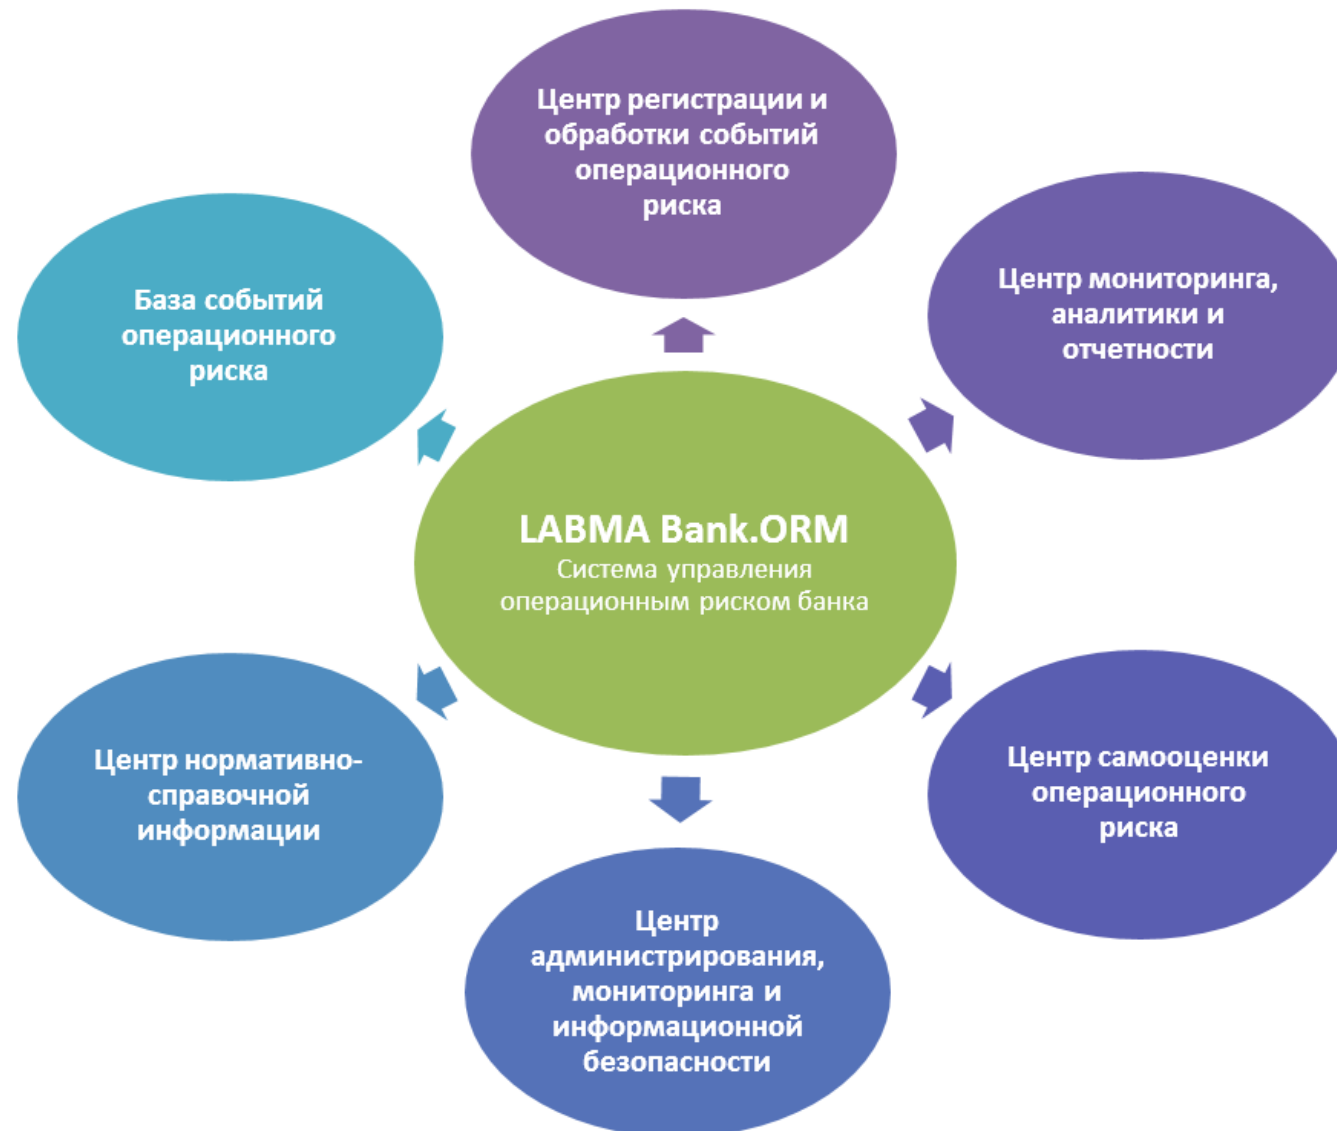 Центр регистрации и
обработки событий
операционного
риска
База событий
операционного
риска
Центр мониторинга,
аналитики и
отчетности
LABMA Bank.ORM
Система управления
операционным риском банка
Центр нормативно-
справочной
информации
Центр самооценки
операционного
риска
Центр
администрирования,
мониторинга и
информационной
безопасности